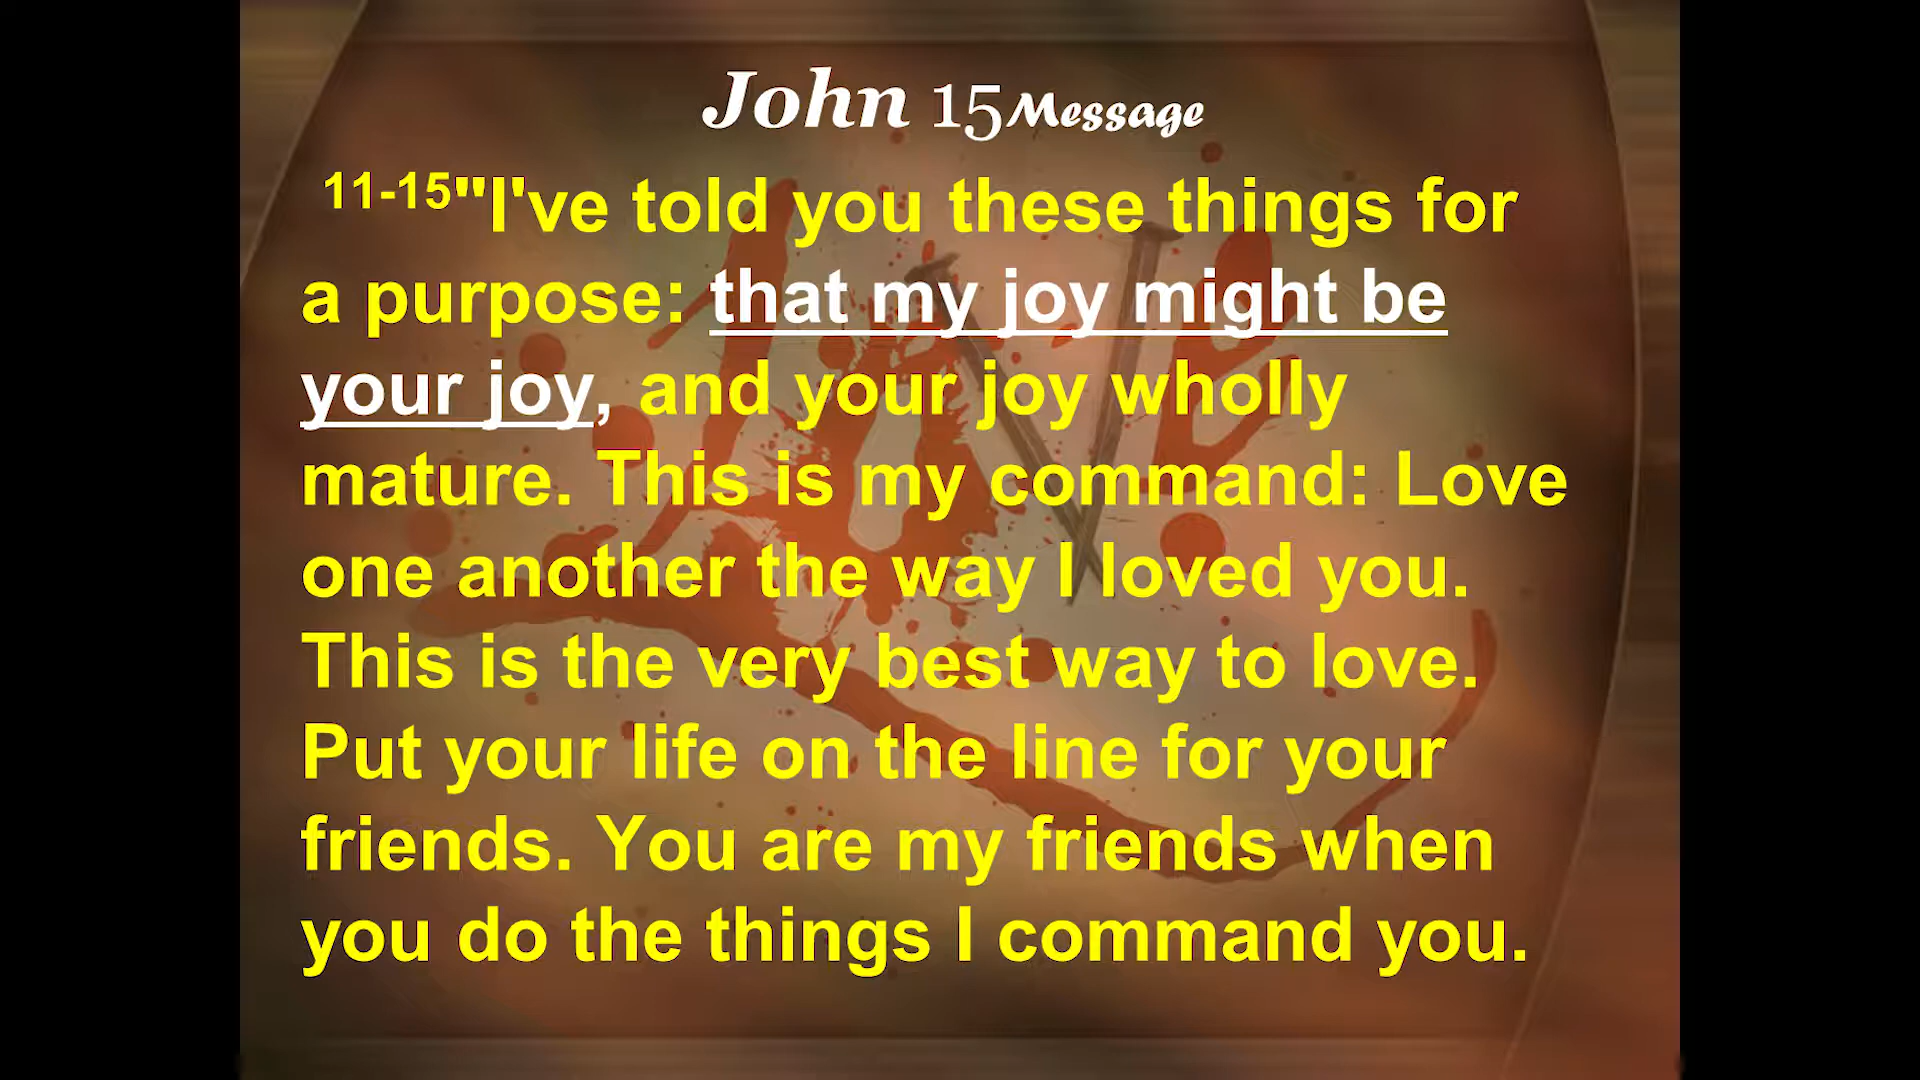 John 15 Message
11-15"I've told you these things for
a purpose: that my joy might be
your joy, and your joy wholly
mature. This is my command: Love
one another the way I loved you.
This is the very best way to love.
Put your life on the line for your
friends. You are my friends when
you do the things I command you.
love